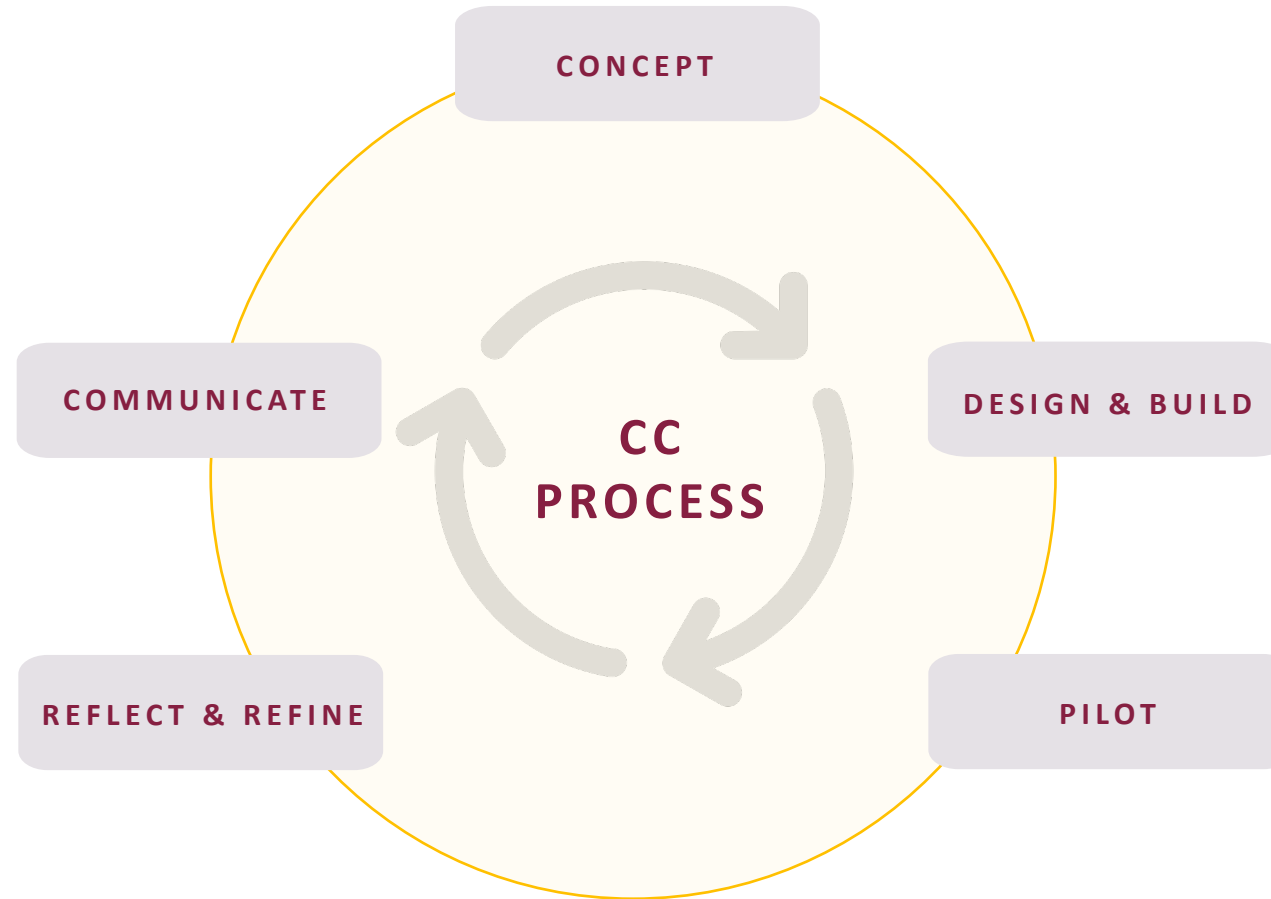 CONCEPT
COMMUNICATE
DESIGN & BUILD
CC
PROCESS
REFLECT & REFINE
PILOT